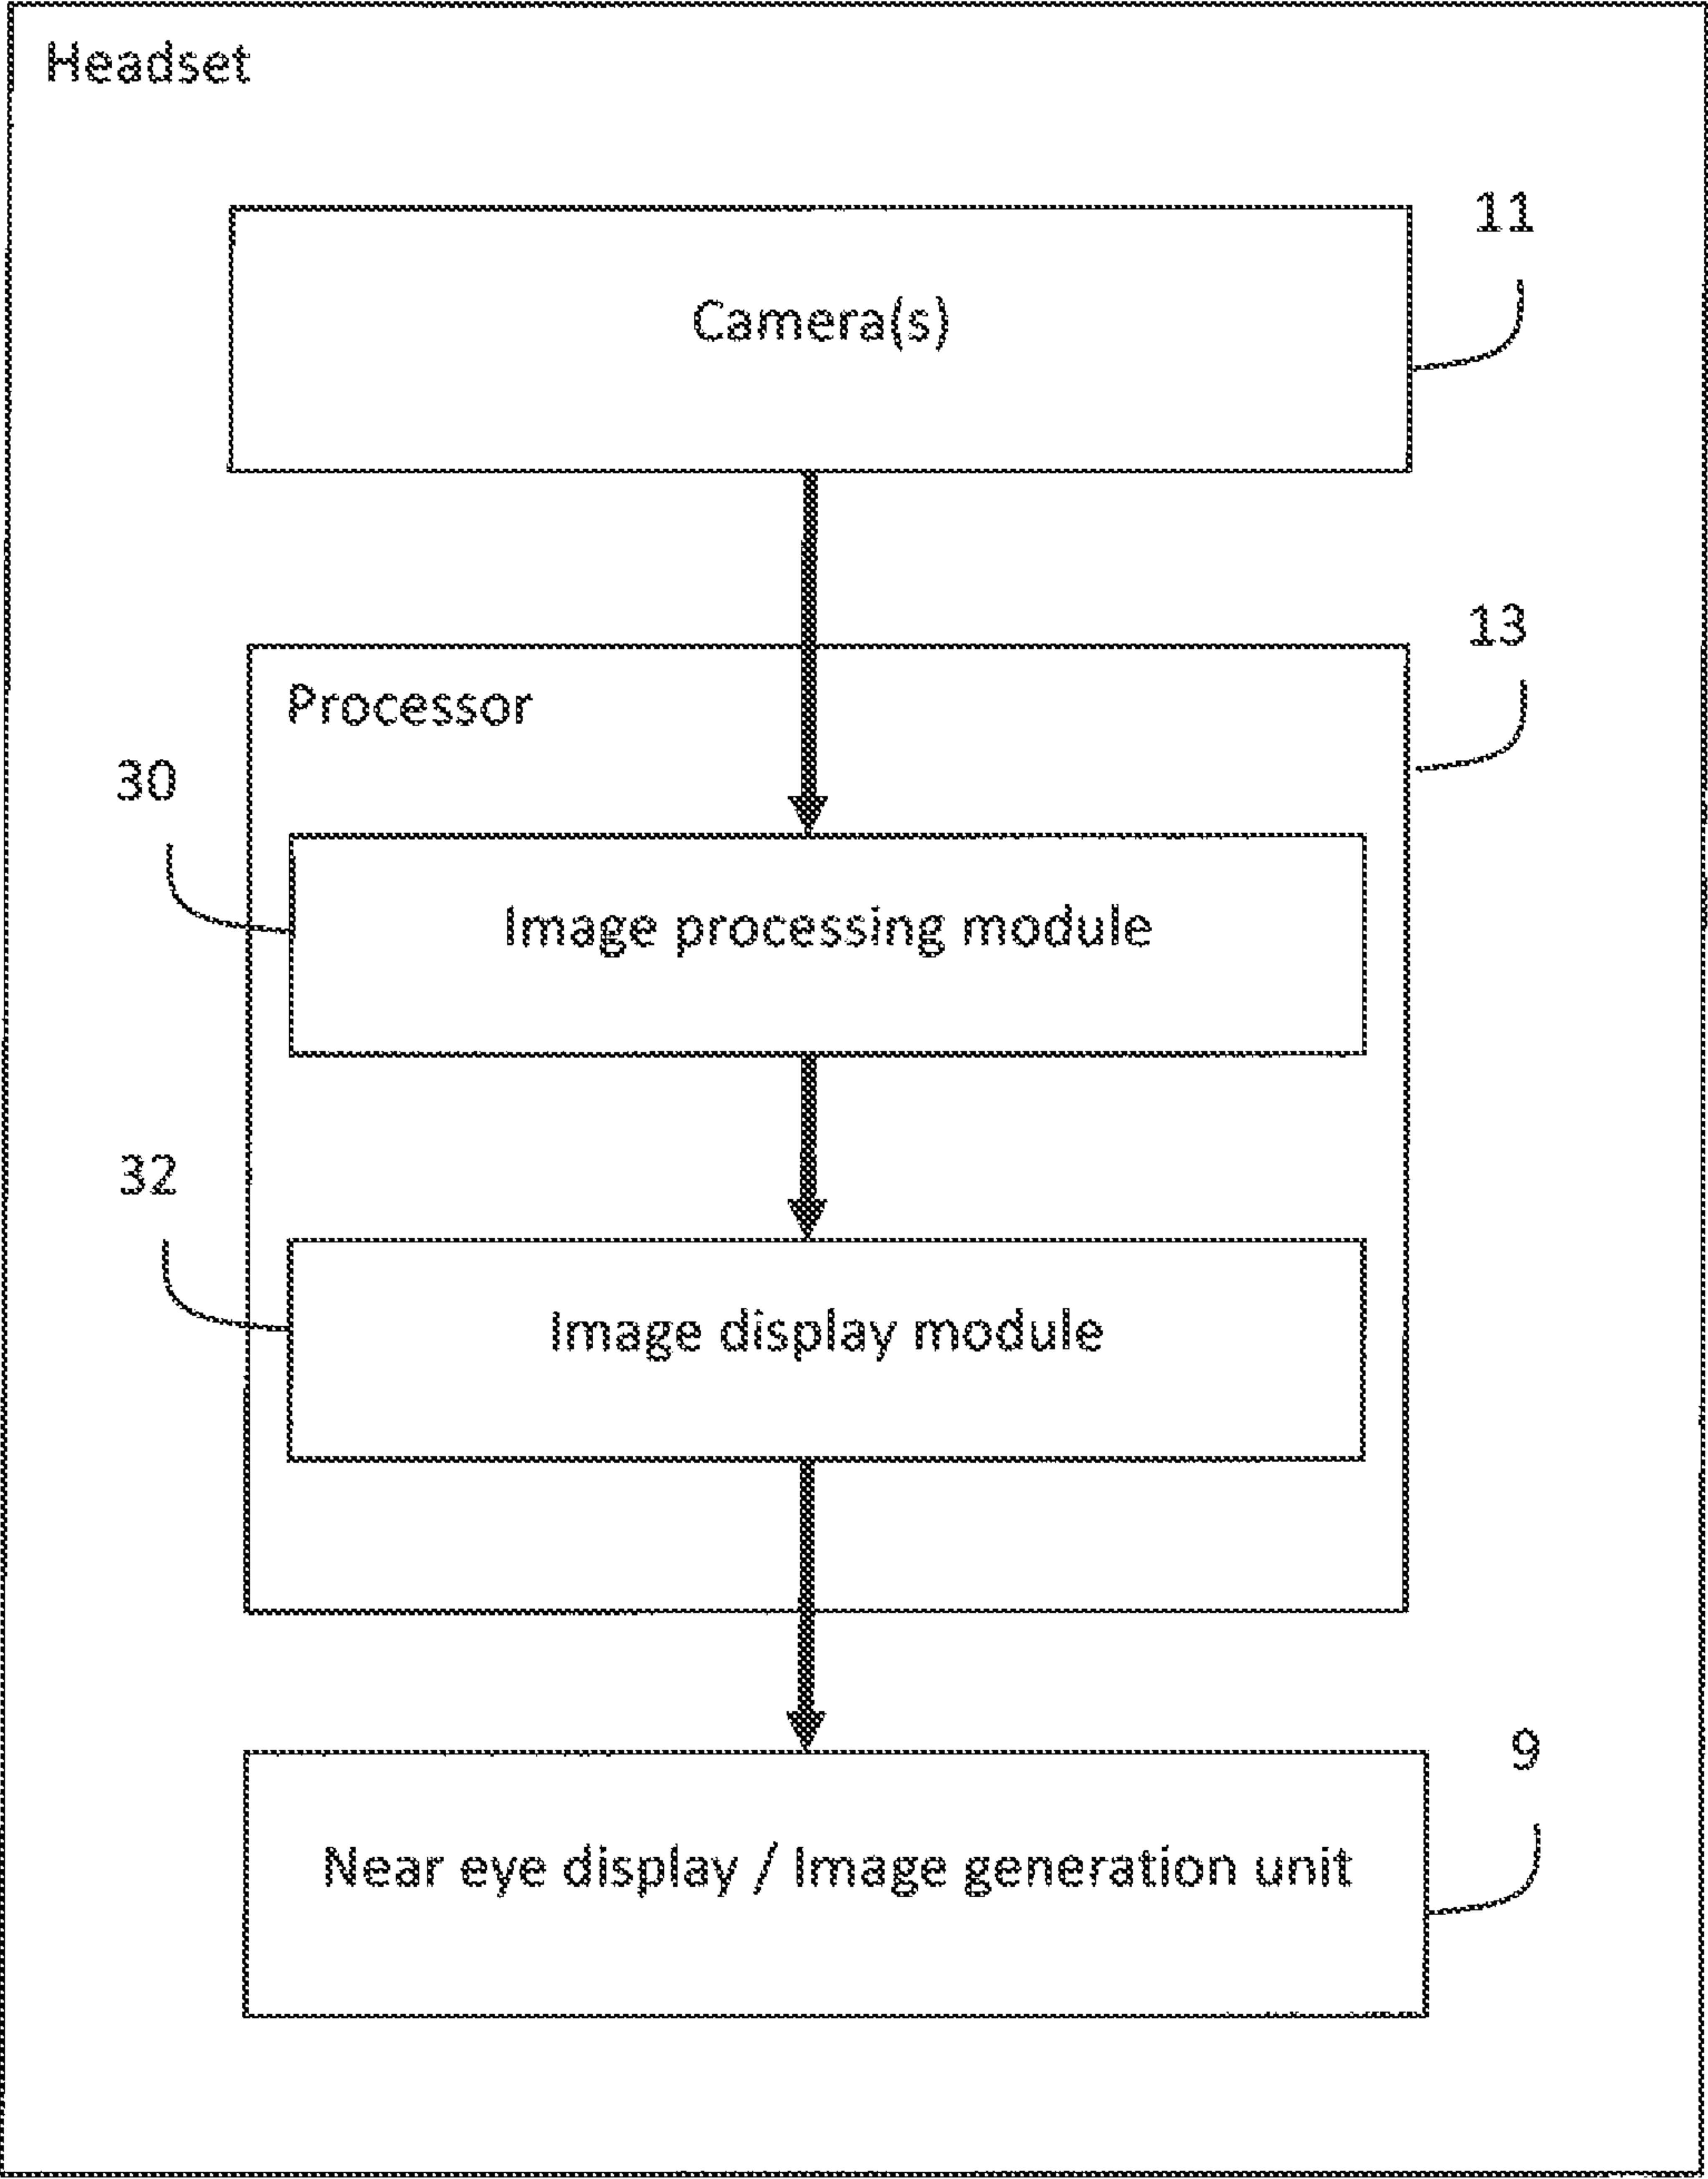 Headset
11
Camera(s)
13
Processor
30
Image processing module
32
Image display module
9
Near eye display / Image generation unit